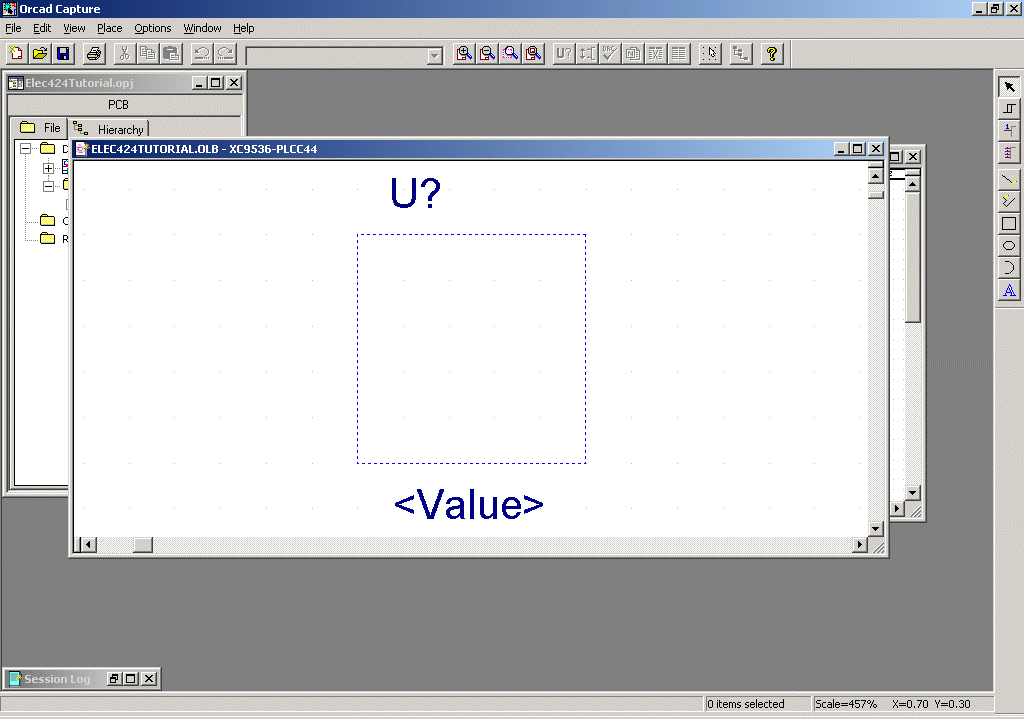 Orcad Capture
File Edit View Place Options Window Help
U?
Elec424Tutorial.opj
PCB
File Hierarchy
ELEC424TUTORIAL.OLB - XC9536-PLCC44
U?
<Value>
Session Log
0 items selected Scale=457% X=0.70 Y=0.30